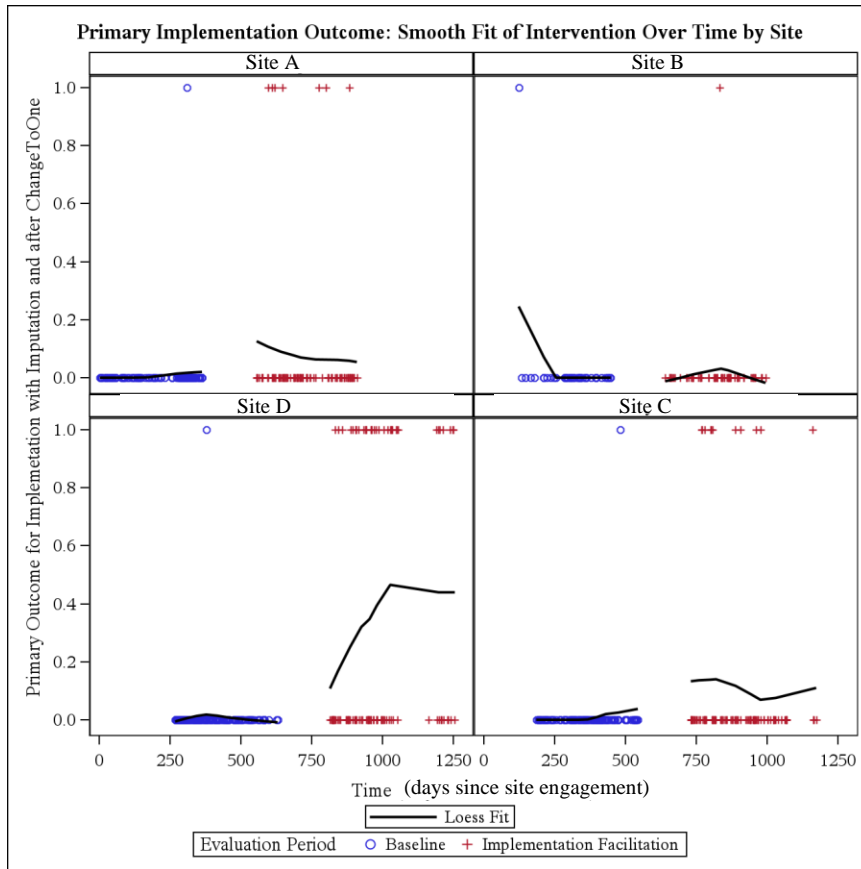 Primary Implementation Outcome: Smooth Fit of Intervention Over Time by Site
Site A
Site B
Primary Outcome for Implemetation with Imputation and after ChangeToOne
1.0
0.8
0.6
0.4
0.2
0.0
Site D
Site C
1.0
0.8
0.6
0.4
0.2
0.0
0 250 500 750 1000 1250
0 250 500 750 1000 1250
Time (days since site engagement)
Loess Fit
Evaluation Period Baseline Implementation Facilitation